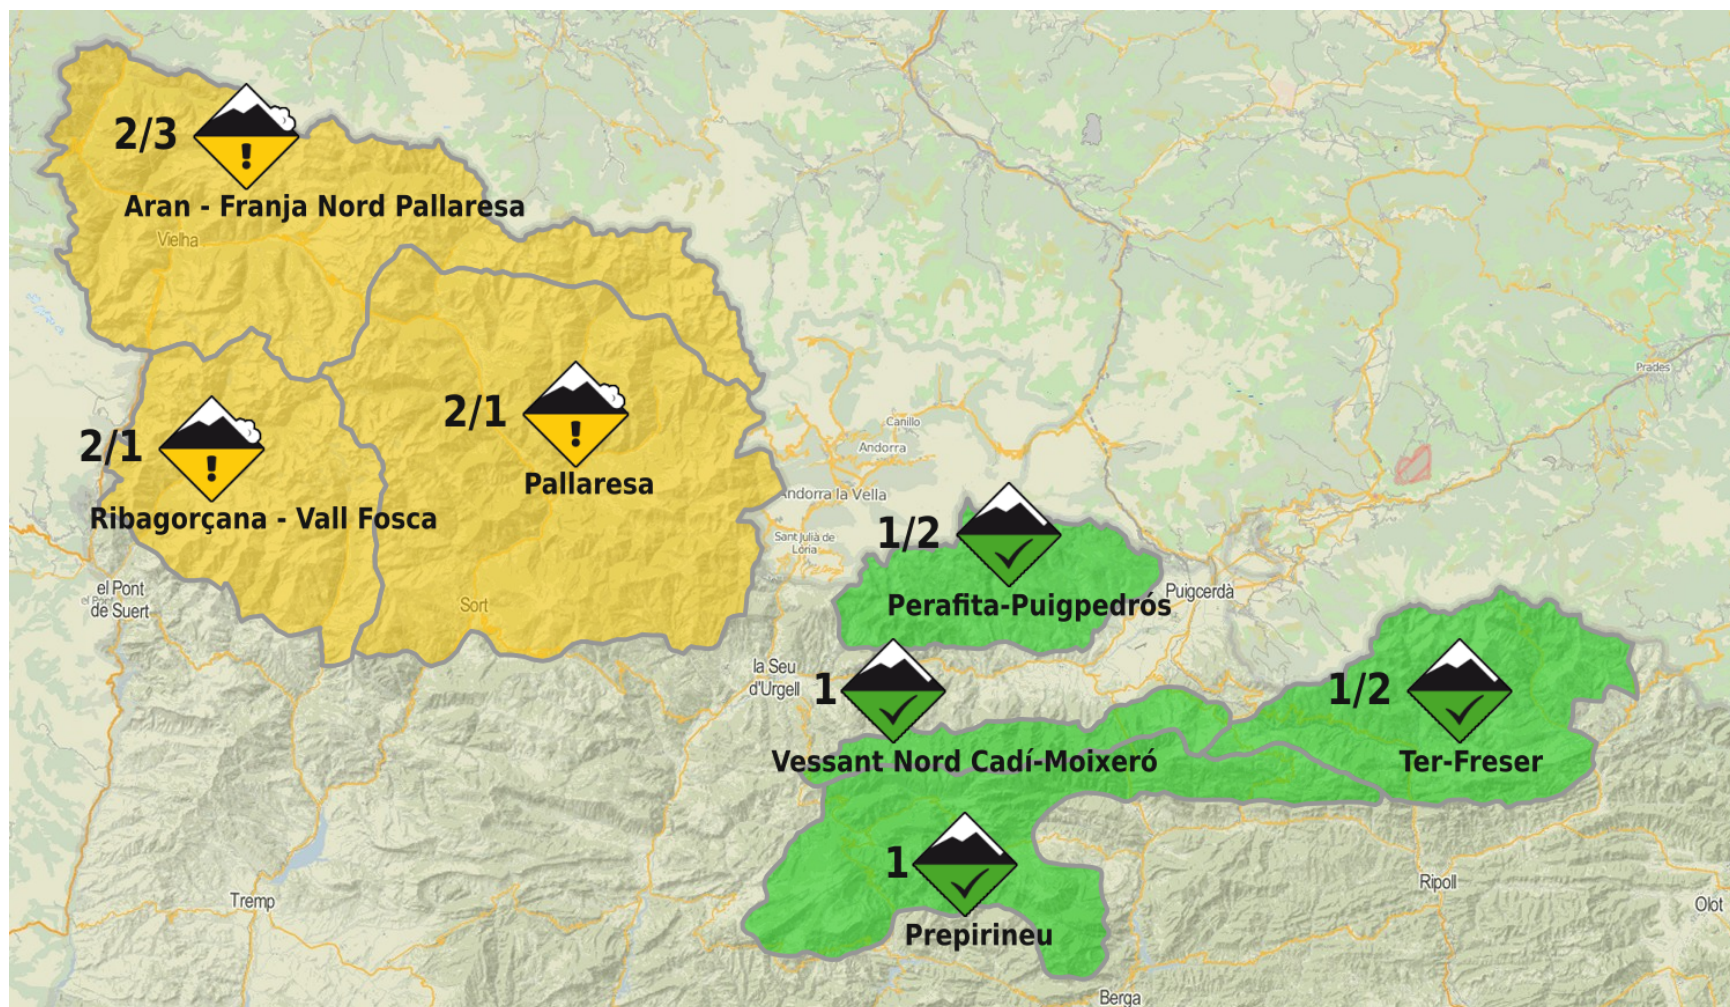 2/3
!
Aran - Franja Nord Pallaresa
Vielha
2/1
!
Pallaresa
2/1
!
Ribagorçana - Vall Fosca
Prades
Canillo
Andorra
Andorra la Vella
1/2
Sant Julià de
Lòria
el Pont
de Suert
Sort
Perafita-Puigpedrós
Puigcerdà
la Seu
d'Urgell
1
1/2
Vessant Nord Cadí-Moixeró
Ter-Freser
1
Tremp
Ripoll
Olot
Prepirineu
Berga